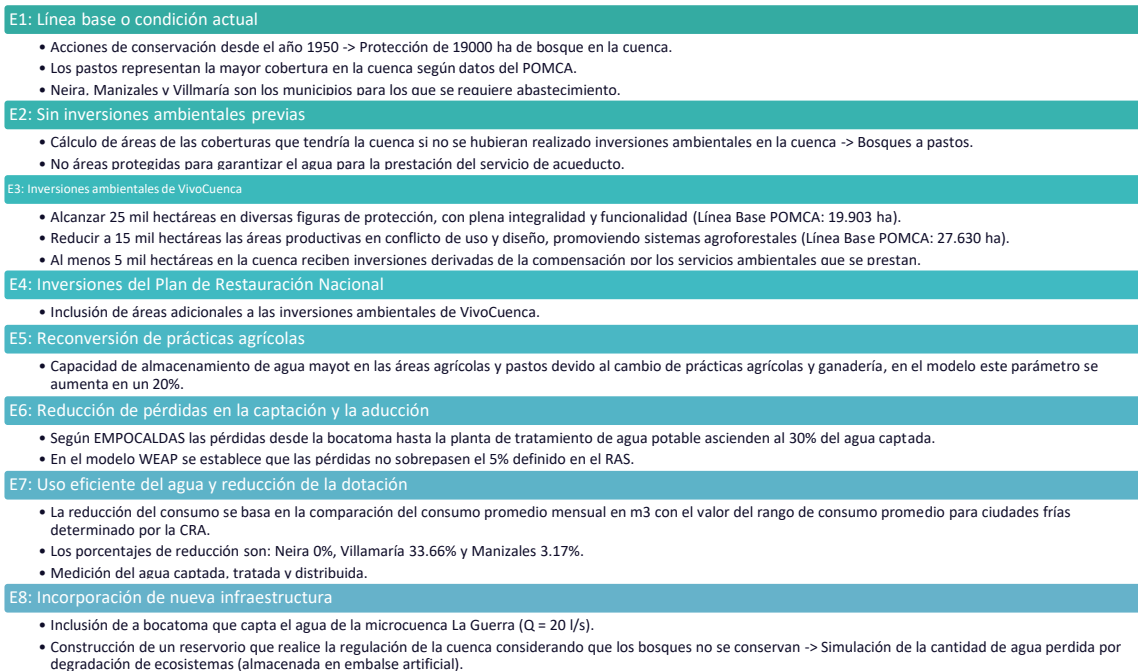 E1: Línea base o condición actual
• Acciones de conservación desde el año 1950 -> Protección de 19000 ha de bosque en la cuenca.
• Los pastos representan la mayor cobertura en la cuenca según datos del POMCA.
• Neira, Manizales y Villmaría son los municipios para los que se requiere abastecimiento.
E2: Sin inversiones ambientales previas
• Cálculo de áreas de las coberturas que tendría la cuenca si no se hubieran realizado inversiones ambientales en la cuenca -> Bosques a pastos.
• No áreas protegidas para garantizar el agua para la prestación del servicio de acueducto.
E3: Inversiones ambientales de VivoCuenca
• Alcanzar 25 mil hectáreas en diversas figuras de protección, con plena integralidad y funcionalidad (Línea Base POMCA: 19.903 ha).
• Reducir a 15 mil hectáreas las áreas productivas en conflicto de uso y diseño, promoviendo sistemas agroforestales (Línea Base POMCA: 27.630 ha).
• Al menos 5 mil hectáreas en la cuenca reciben inversiones derivadas de la compensación por los servicios ambientales que se prestan.
E4: Inversiones del Plan de Restauración Nacional
• Inclusión de áreas adicionales a las inversiones ambientales de VivoCuenca.
E5: Reconversión de prácticas agrícolas
• Capacidad de almacenamiento de agua mayot en las áreas agrícolas y pastos devido al cambio de prácticas agrícolas y ganadería, en el modelo este parámetro se
aumenta en un 20%.
E6: Reducción de pérdidas en la captación y la aducción
• Según EMPOCALDAS las pérdidas desde la bocatoma hasta la planta de tratamiento de agua potable ascienden al 30% del agua captada.
• En el modelo WEAP se establece que las pérdidas no sobrepasen el 5% definido en el RAS.
E7: Uso eficiente del agua y reducción de la dotación
• La reducción del consumo se basa en la comparación del consumo promedio mensual en m3 con el valor del rango de consumo promedio para ciudades frías
determinado por la CRA.
• Los porcentajes de reducción son: Neira 0%, Villamaría 33.66% y Manizales 3.17%.
• Medición del agua captada, tratada y distribuida.
E8: Incorporación de nueva infraestructura
• Inclusión de a bocatoma que capta el agua de la microcuenca La Guerra (Q = 20 l/s).
• Construcción de un reservorio que realice la regulación de la cuenca considerando que los bosques no se conservan -> Simulación de la cantidad de agua perdida por
degradación de ecosistemas (almacenada en embalse artificial).